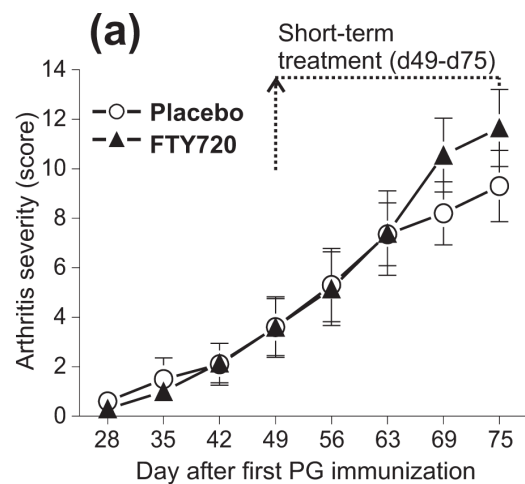 (a)
Short-term
treatment (d49-d75)
Placebo
FTY720
Arthritis severity (score)
14
12
10
8
6
4
2
0
28 35 42 49 56 63 69 75
Day after first PG immunization